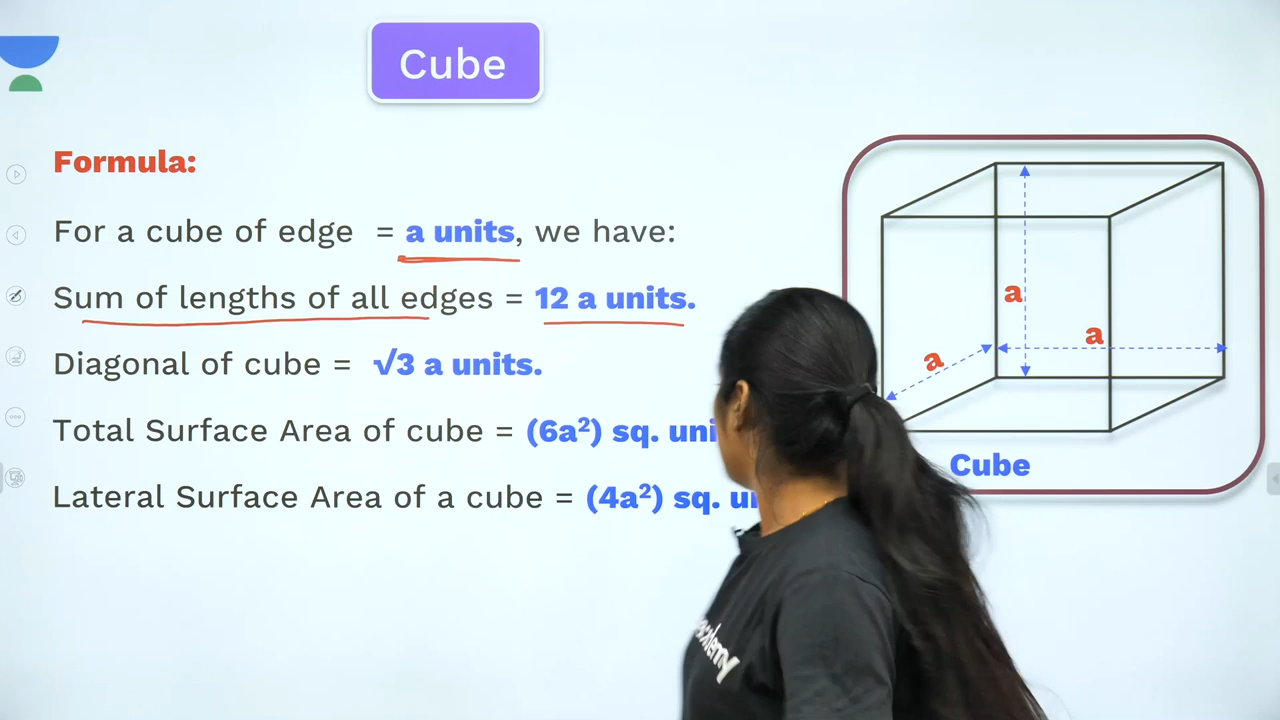 Cube
Formula:
For a cube of edge = a units, we have:
Sum of lengths of all edges = 12 a units.
Diagonal of cube = √3 a units.
Total Surface Area of cube = (6a²) sq.
Lateral Surface Area of a cube = (4a²) sq.
a
a
a
Cube